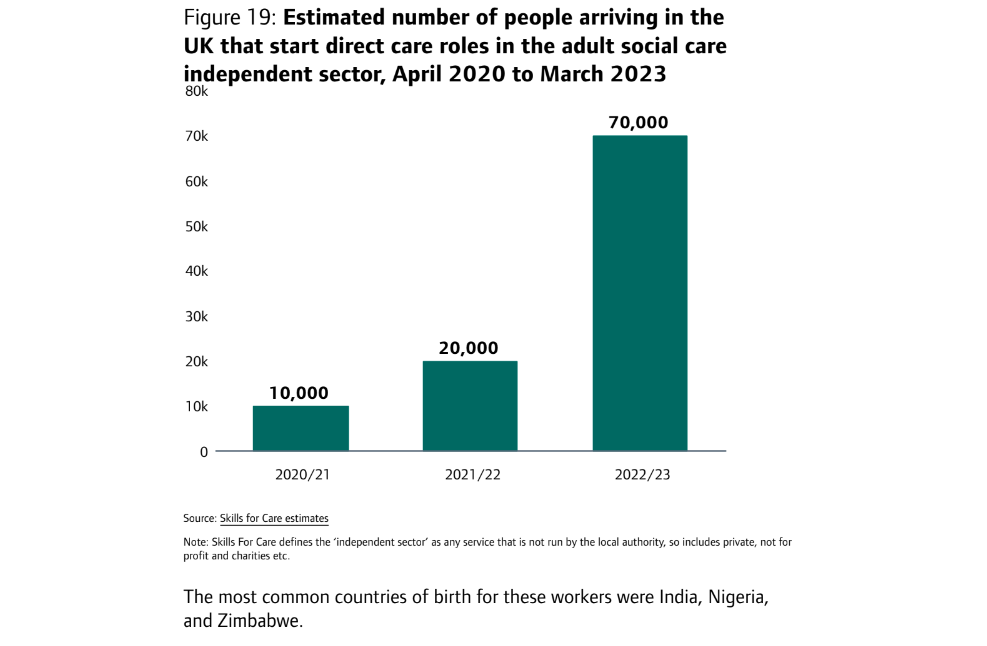 Figure 19: Estimated number of people arriving in the
UK that start direct care roles in the adult social care
independent sector, April 2020 to March 2023
80k
70,000
70k
60k
50k
40k
30k
20,000
20k
10,000
10k
0
2020/21 2021/22 2022/23
Source: Skills for Care estimates
Note: Skills For Care defines the ‘independent sector’ as any service that is not run by the local authority, so includes private, not for
profit and charities etc.
The most common countries of birth for these workers were India, Nigeria,
and Zimbabwe.